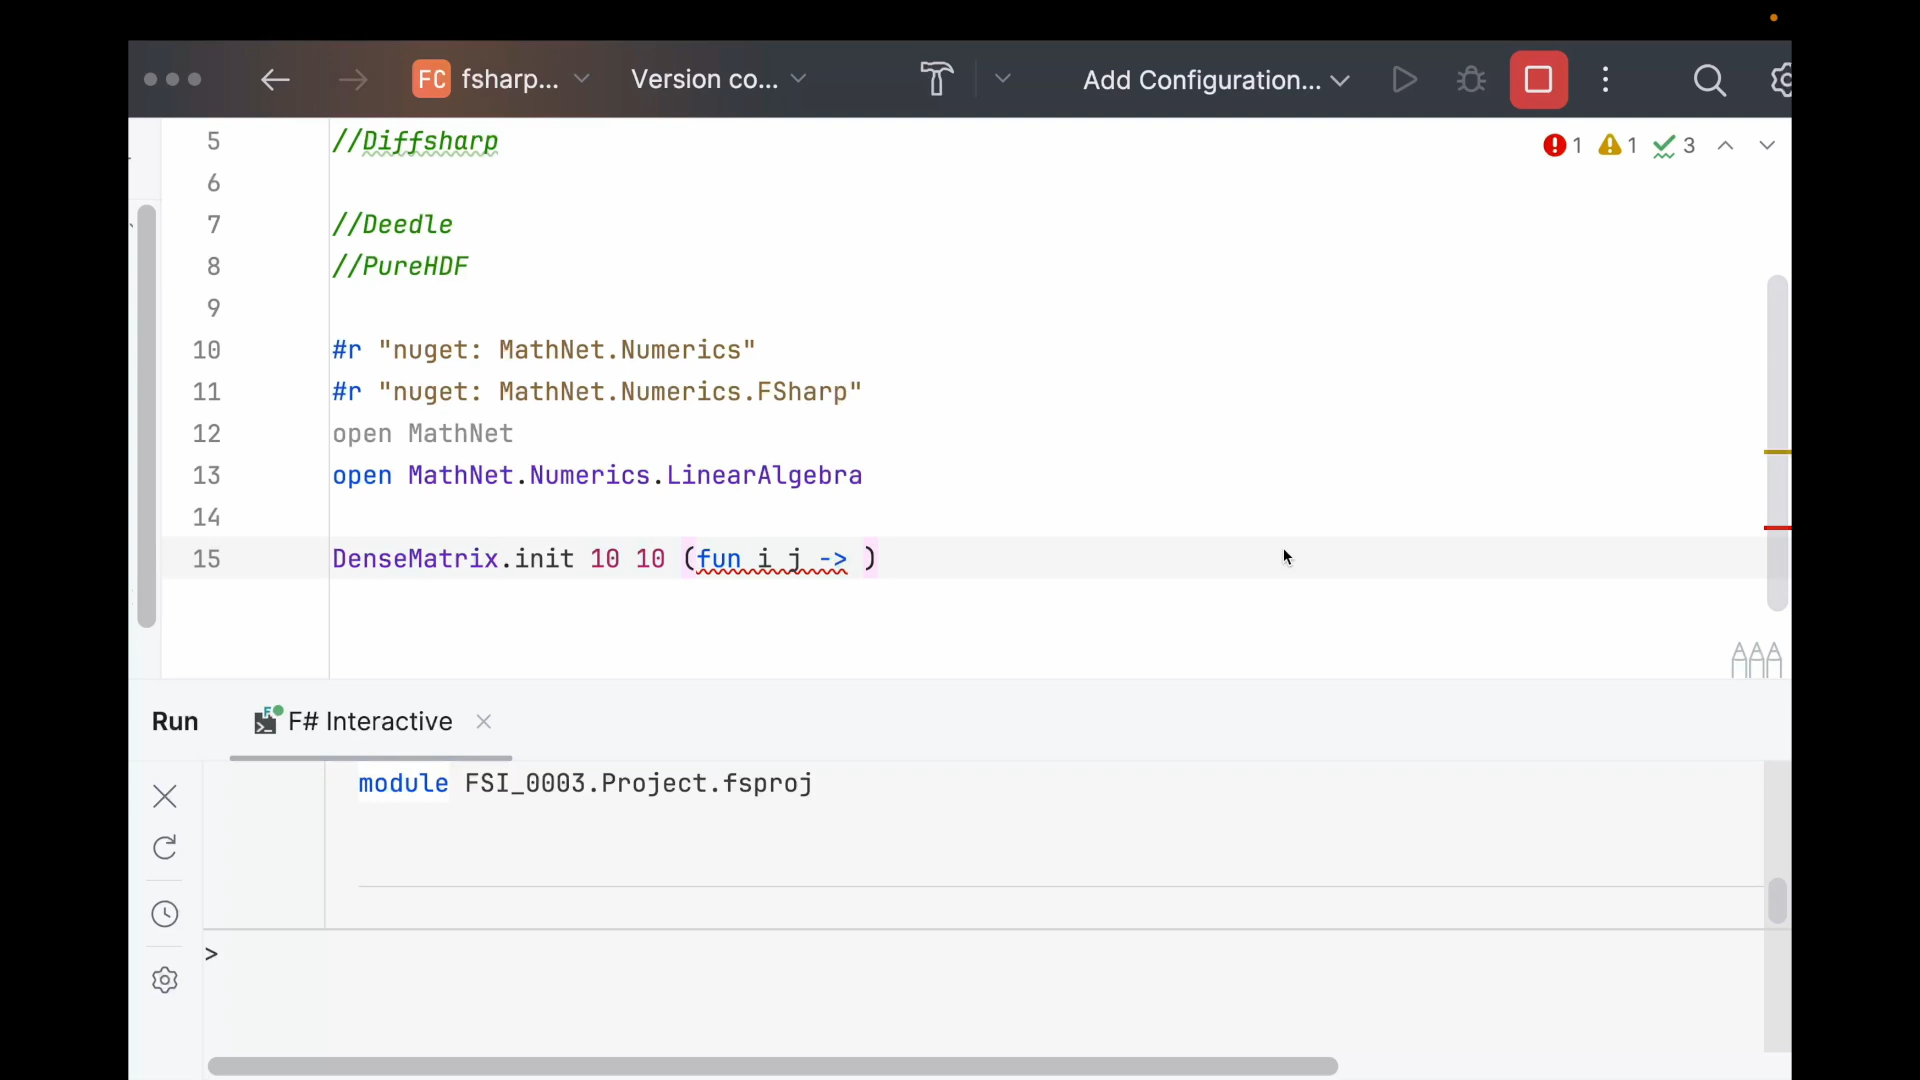 FC fsharp... Version co... Add Configuration...
5 //Diffsharp
1 1 3
6
7 //Deedle
8 //PureHDF
9
10 #r "nuget: MathNet.Numerics"
11 #r "nuget: MathNet.Numerics.FSharp"
12 open MathNet
13 open MathNet.Numerics.LinearAlgebra
14
15 DenseMatrix.init 10 10 (fun i j -> )
Run F# Interactive
module FSI_0003.Project.fsproj
>